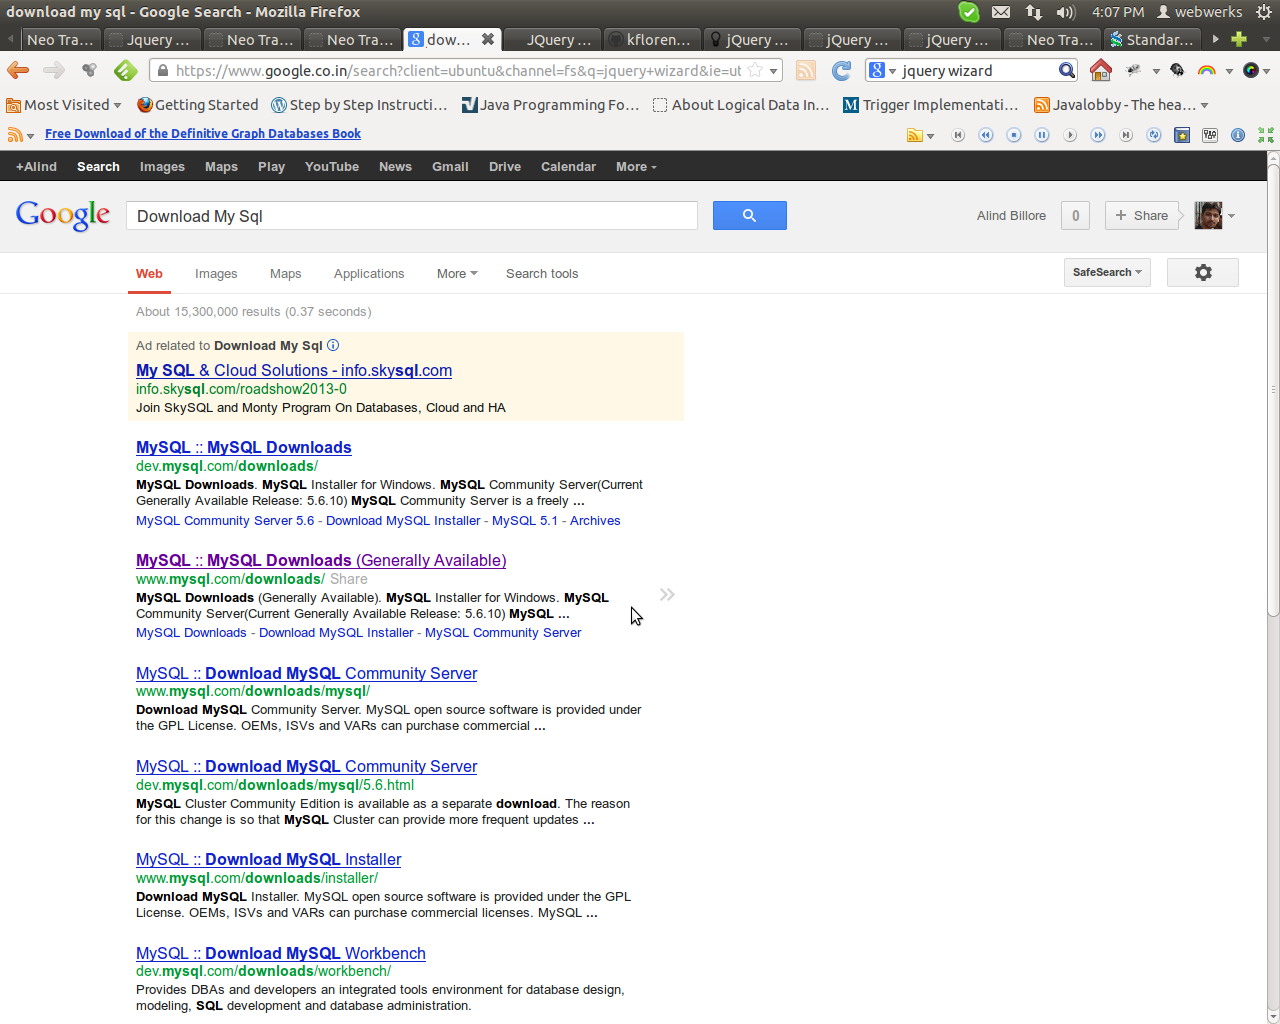 download my sql - Google Search - Mozilla Firefox
4:07 PM webwerks
Neo Tra... Jquery ... Neo Tra... Neo Tra... dow... JQuery ... kfloren... jQuery ... jQuery ... jQuery ... Neo Tra... Standar...
https://www.google.co.in/search?client=ubuntu&channel=fs&q=jquery+wizard&ie=ut
jquery wizard
Most Visited Getting Started Step by Step Instructi... Java Programming Fo... About Logical Data In... Trigger Implementati... Javalobby - The hea...
Free Download of the Definitive Graph Databases Book
+Alind Search Images Maps Play YouTube News Gmail Drive Calendar More
Google Download My Sql Alind Billore 0 + Share
Web Images Maps Applications More Search tools SafeSearch
About 15,300,000 results (0.37 seconds)
Ad related to Download My Sql
My SQL & Cloud Solutions - info.skysql.com
info.skysql.com/roadshow2013-0
Join SkySQL and Monty Program On Databases, Cloud and HA
MySQL :: MySQL Downloads
dev.mysql.com/downloads/
MySQL Downloads. MySQL Installer for Windows. MySQL Community Server(Current
Generally Available Release: 5.6.10) MySQL Community Server is a freely ...
MySQL Community Server 5.6 - Download MySQL Installer - MySQL 5.1 - Archives
MySQL :: MySQL Downloads (Generally Available)
www.mysql.com/downloads/ Share
MySQL Downloads (Generally Available). MySQL Installer for Windows. MySQL
Community Server(Current Generally Available Release: 5.6.10) MySQL ...
MySQL Downloads - Download MySQL Installer - MySQL Community Server
MySQL :: Download MySQL Community Server
www.mysql.com/downloads/mysql/
Download MySQL Community Server. MySQL open source software is provided under
the GPL License. OEMs, ISVs and VARs can purchase commercial ...
MySQL :: Download MySQL Community Server
dev.mysql.com/downloads/mysql/5.6.html
MySQL Cluster Community Edition is available as a separate download. The reason
for this change is so that MySQL Cluster can provide more frequent updates ...
MySQL :: Download MySQL Installer
www.mysql.com/downloads/installer/
Download MySQL Installer. MySQL open source software is provided under the GPL
License. OEMs, ISVs and VARs can purchase commercial licenses. MySQL ...
MySQL :: Download MySQL Workbench
dev.mysql.com/downloads/workbench/
Provides DBAs and developers an integrated tools environment for database design,
modeling, SQL development and database administration.